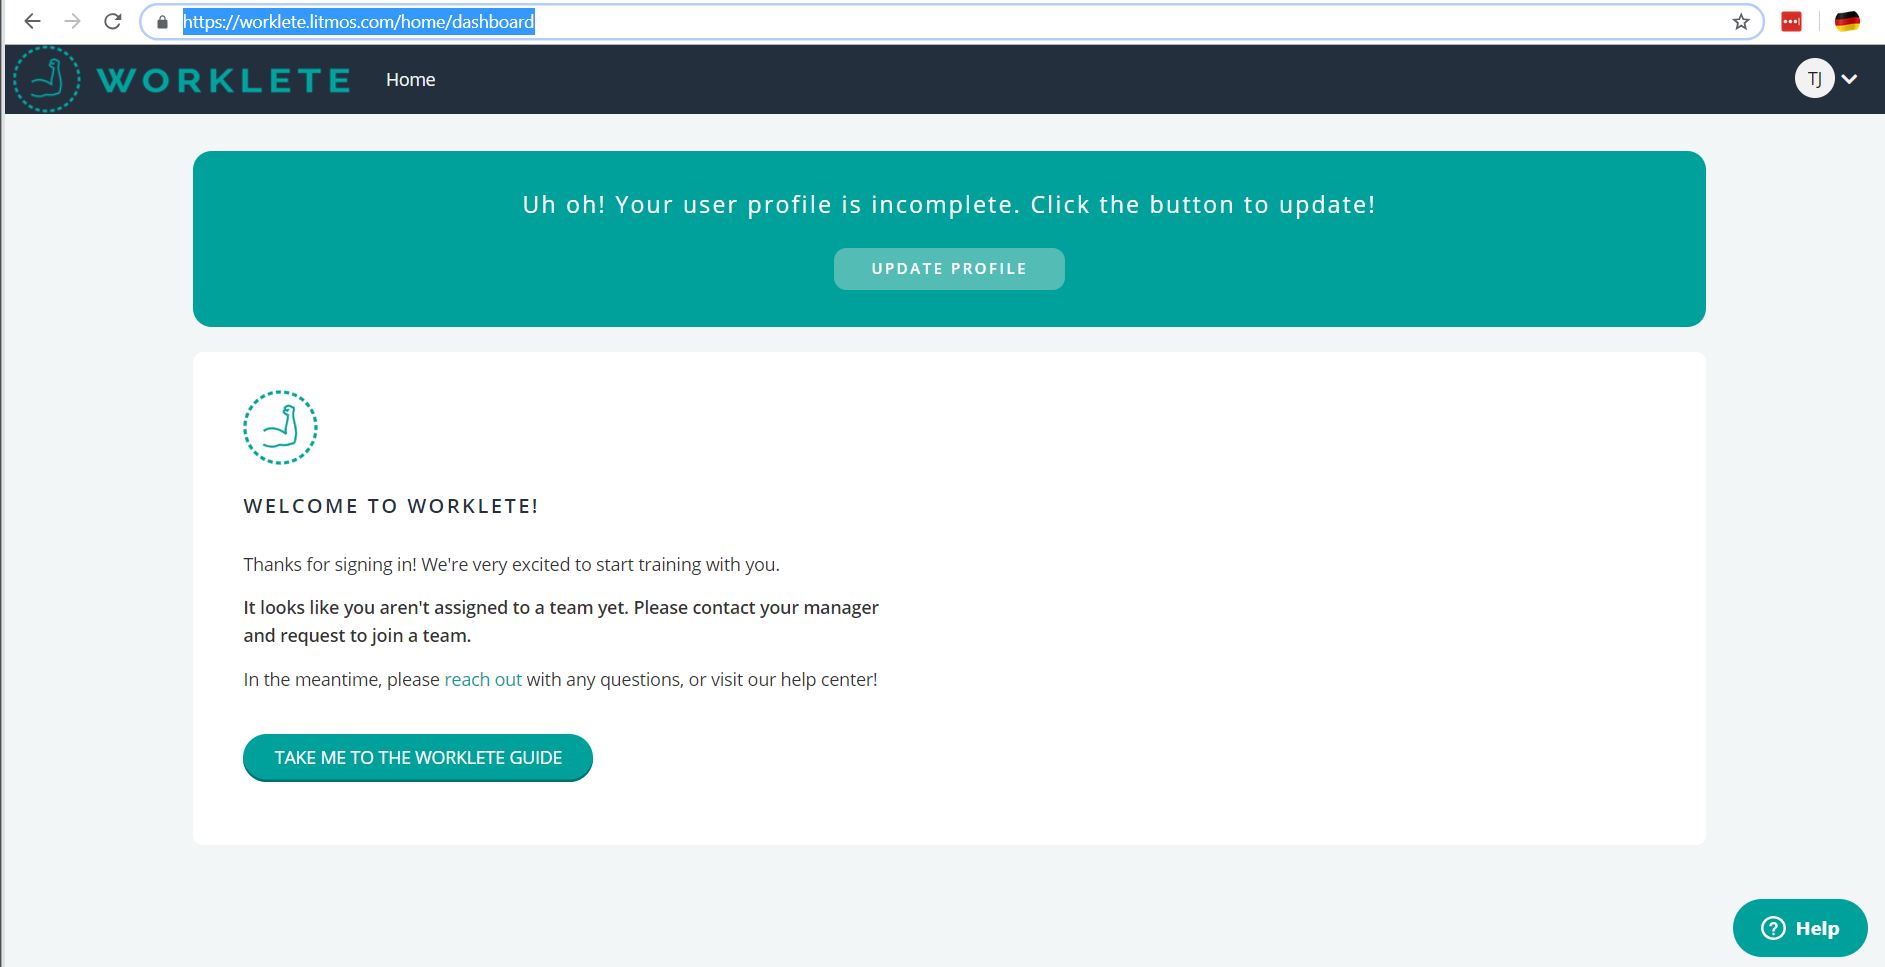 https://worklete.litmos.com/home/dashboard
WORKLETE
Home
TJ
Uh oh! Your user profile is incomplete. Click the button to update!
UPDATE PROFILE
WELCOME TO WORKLETE!
Thanks for signing in! We're very excited to start training with you.
It looks like you aren't assigned to a team yet. Please contact your manager
and request to join a team.
In the meantime, please reach out with any questions, or visit our help center!
TAKE ME TO THE WORKLETE GUIDE
? Help